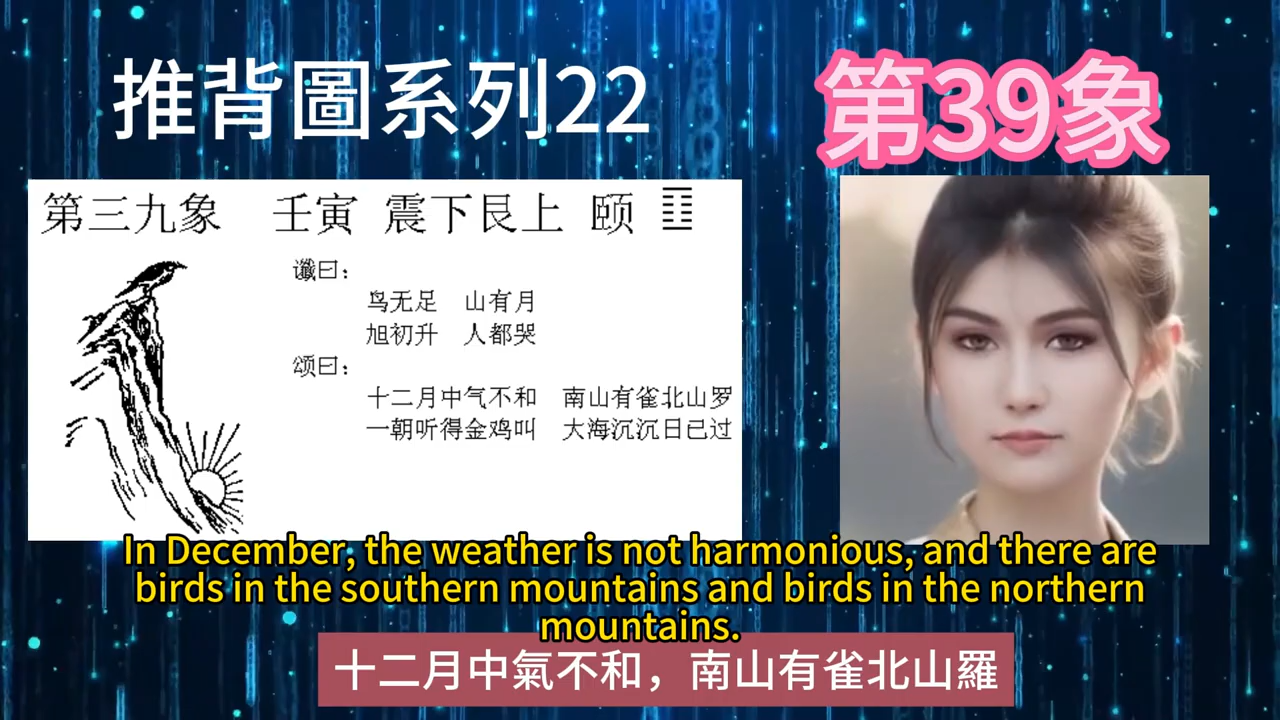 推背圖系列22
第39象
第三九象 壬寅 震下艮上 颐 ䷚
谶曰：
鸟无足 山有月
旭初升 人都哭
颂曰：
十二月中气不和 南山有雀北山罗
一朝听得金鸡叫 大海沉沉日已过
In December, the weather is not harmonious, and there are
birds in the southern mountains and birds in the northern
mountains.
十二月中氣不和，南山有雀北山羅